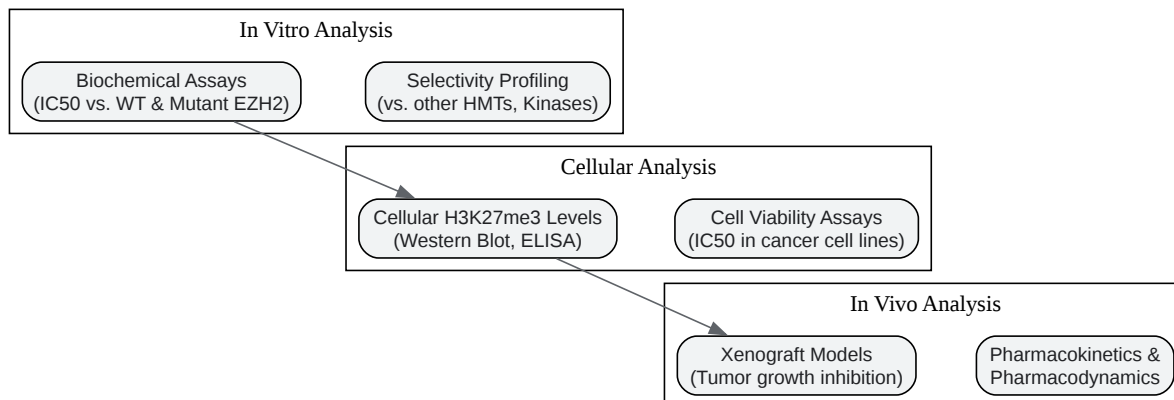 In Vitro Analysis
Biochemical Assays
(IC50 vs. WT & Mutant EZH2)
Selectivity Profiling
(vs. other HMTs, Kinases)
Cellular Analysis
Cellular H3K27me3 Levels
(Western Blot, ELISA)
Cell Viability Assays
(IC50 in cancer cell lines)
In Vivo Analysis
Xenograft Models
(Tumor growth inhibition)
Pharmacokinetics &
Pharmacodynamics